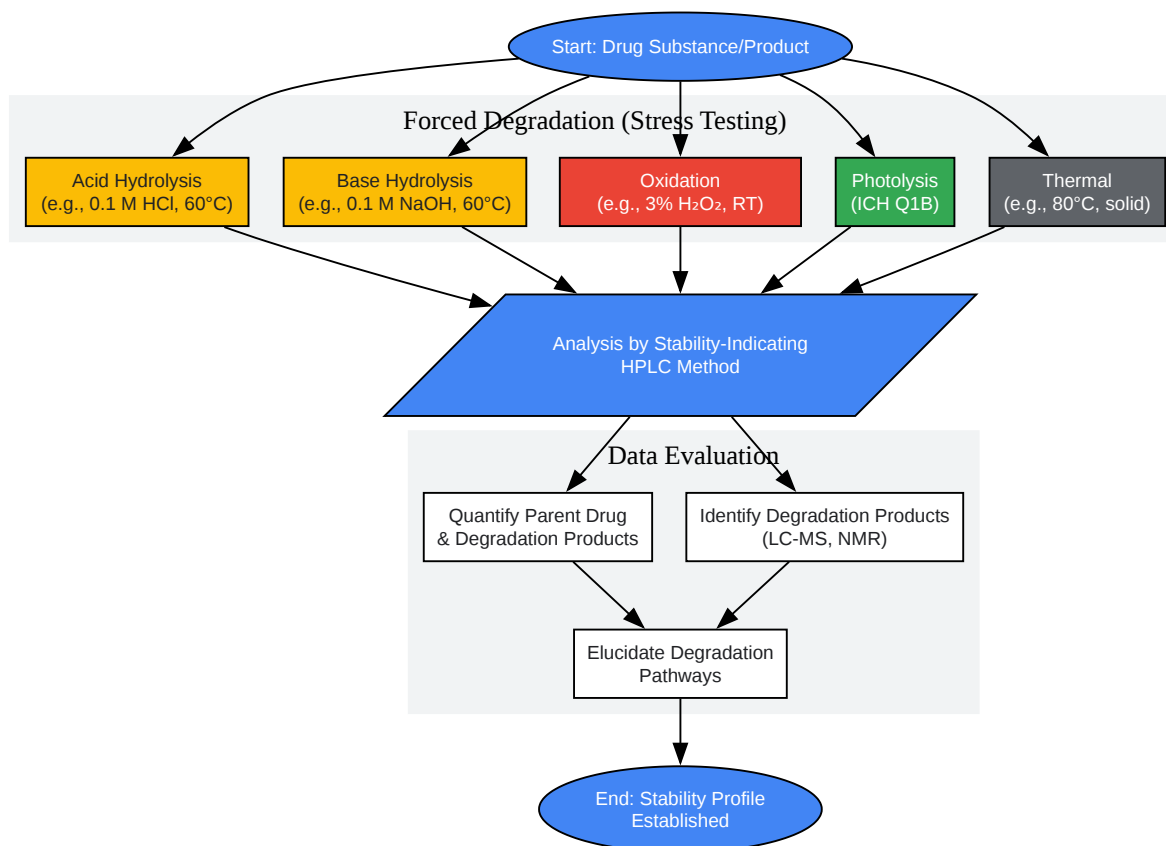 Start: Drug Substance/Product
Forced Degradation (Stress Testing)
Acid Hydrolysis
(e.g., 0.1 M HCl, 60°C)
Base Hydrolysis
(e.g., 0.1 M NaOH, 60°C)
Oxidation
(e.g., 3% H₂O₂, RT)
Photolysis
(ICH Q1B)
Thermal
(e.g., 80°C, solid)
Analysis by Stability-Indicating
HPLC Method
Data Evaluation
Quantify Parent Drug
& Degradation Products
Identify Degradation Products
(LC-MS, NMR)
Elucidate Degradation
Pathways
End: Stability Profile
Established